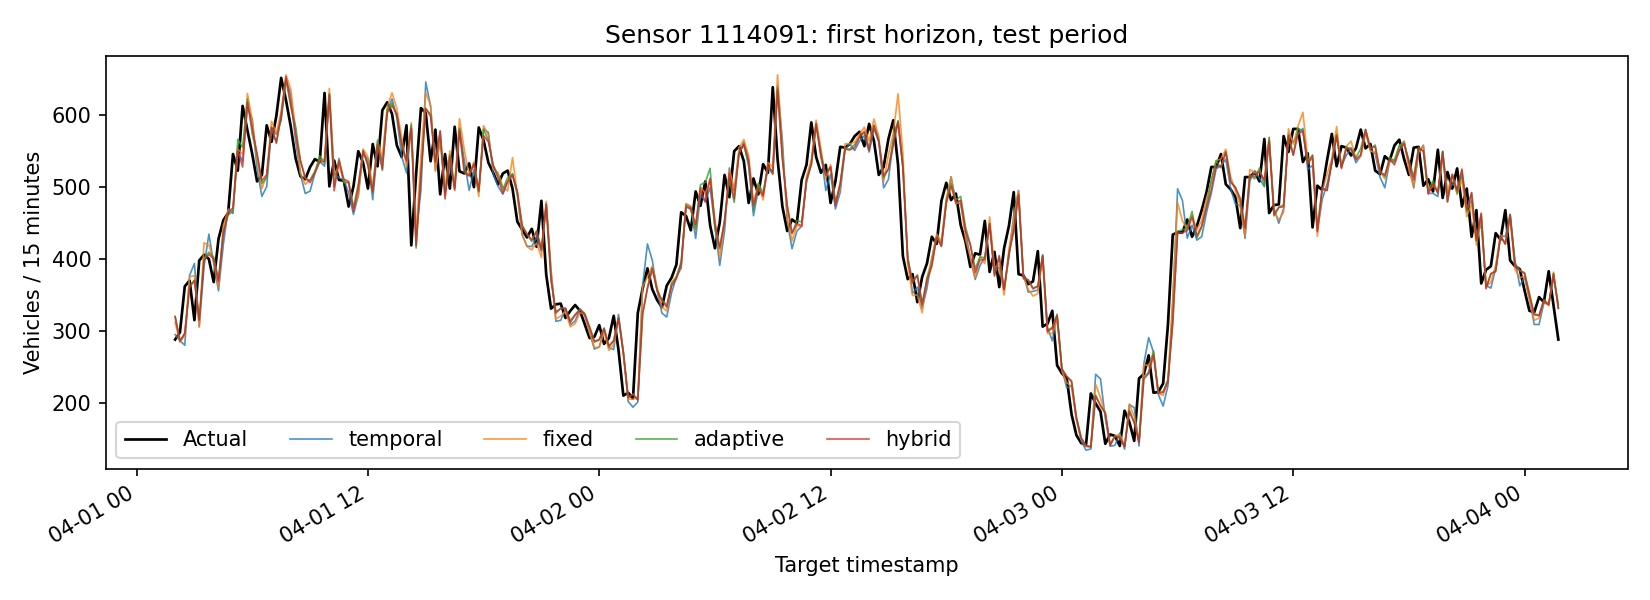 Sensor 1114091: first horizon, test period
Vehicles / 15 minutes
600
500
400
300
200
Actual temporal fixed adaptive hybrid
04-01 00 04-01 12 04-02 00 04-02 12 04-03 00 04-03 12 04-04 00
Target timestamp